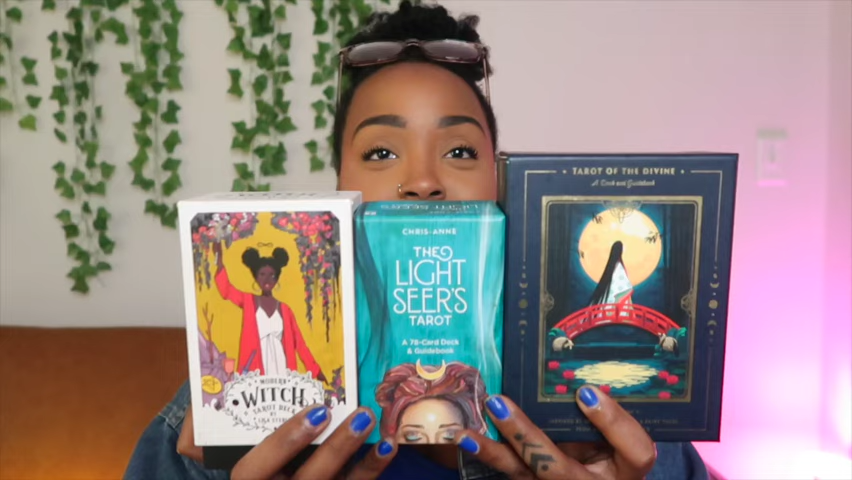 MODERN
WITCH
TAROT DECK
BY
CHRIS-ANNE
THE
LIGHT
SEER'S
TAROT
A 78-Card Deck
& Guidebook
TAROT OF THE DIVINE
A Deck and Guidebook